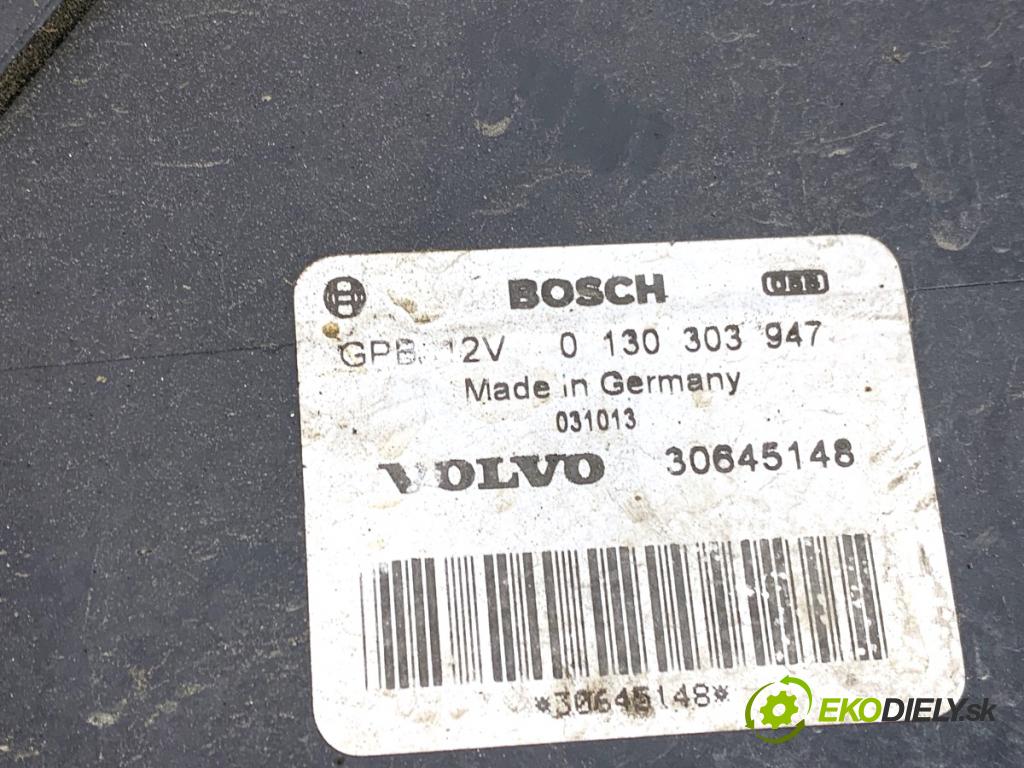 BOSCH
GPB 12V 0 130 303 947
Made in Germany
031013
VOLVO 30645148
*30645148*
EKODIELY.sk